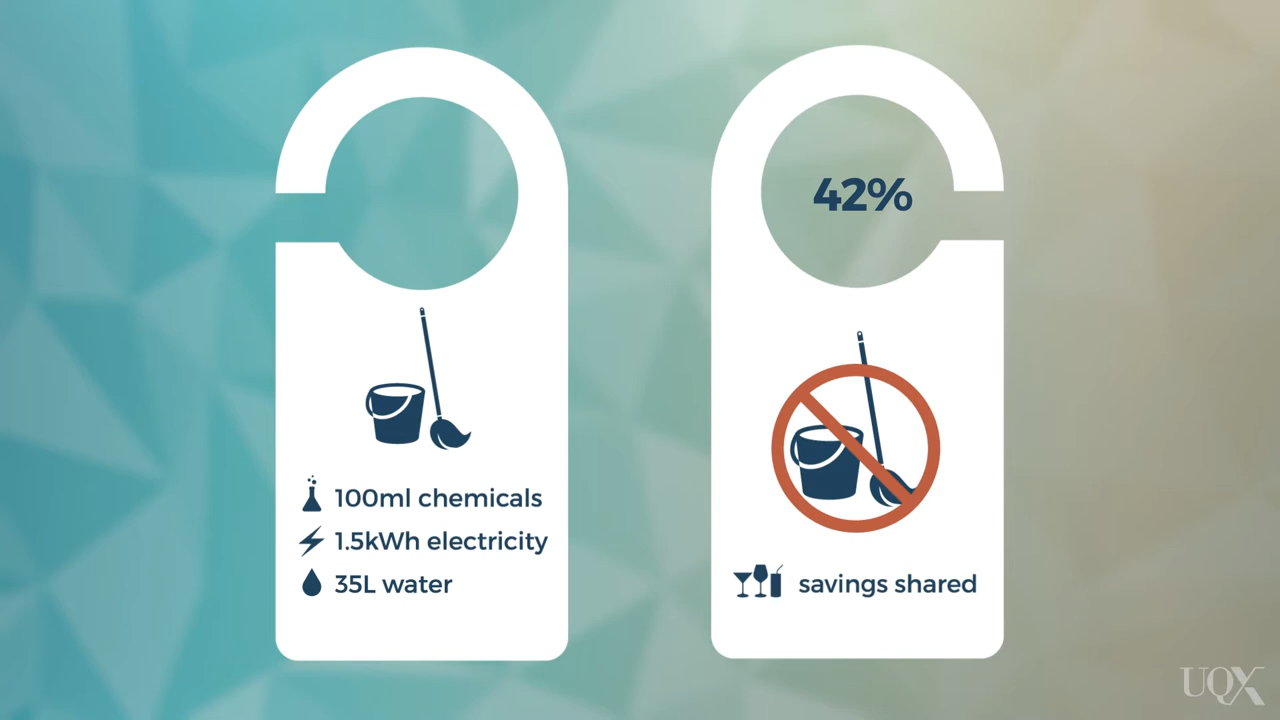 100ml chemicals
1.5kWh electricity
35L water
42%
savings shared
UQX